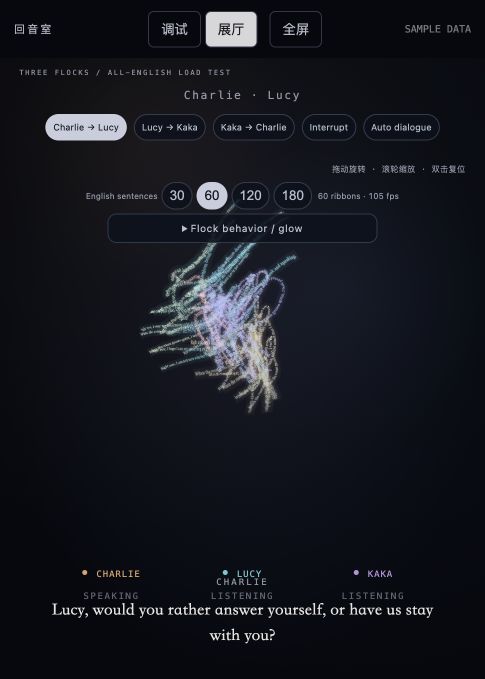 回音室 调试 展厅 全屏 SAMPLE DATA
THREE FLOCKS / ALL-ENGLISH LOAD TEST
Charlie · Lucy
Charlie → Lucy Lucy → Kaka Kaka → Charlie Interrupt Auto dialogue
拖动旋转 · 滚轮缩放 · 双击复位
English sentences 30 60 120 180 60 ribbons · 105 fps
▶ Flock behavior / glow
CHARLIE LUCY KAKA
CHARLIE
SPEAKING LISTENING LISTENING
Lucy, would you rather answer yourself, or have us stay
with you?